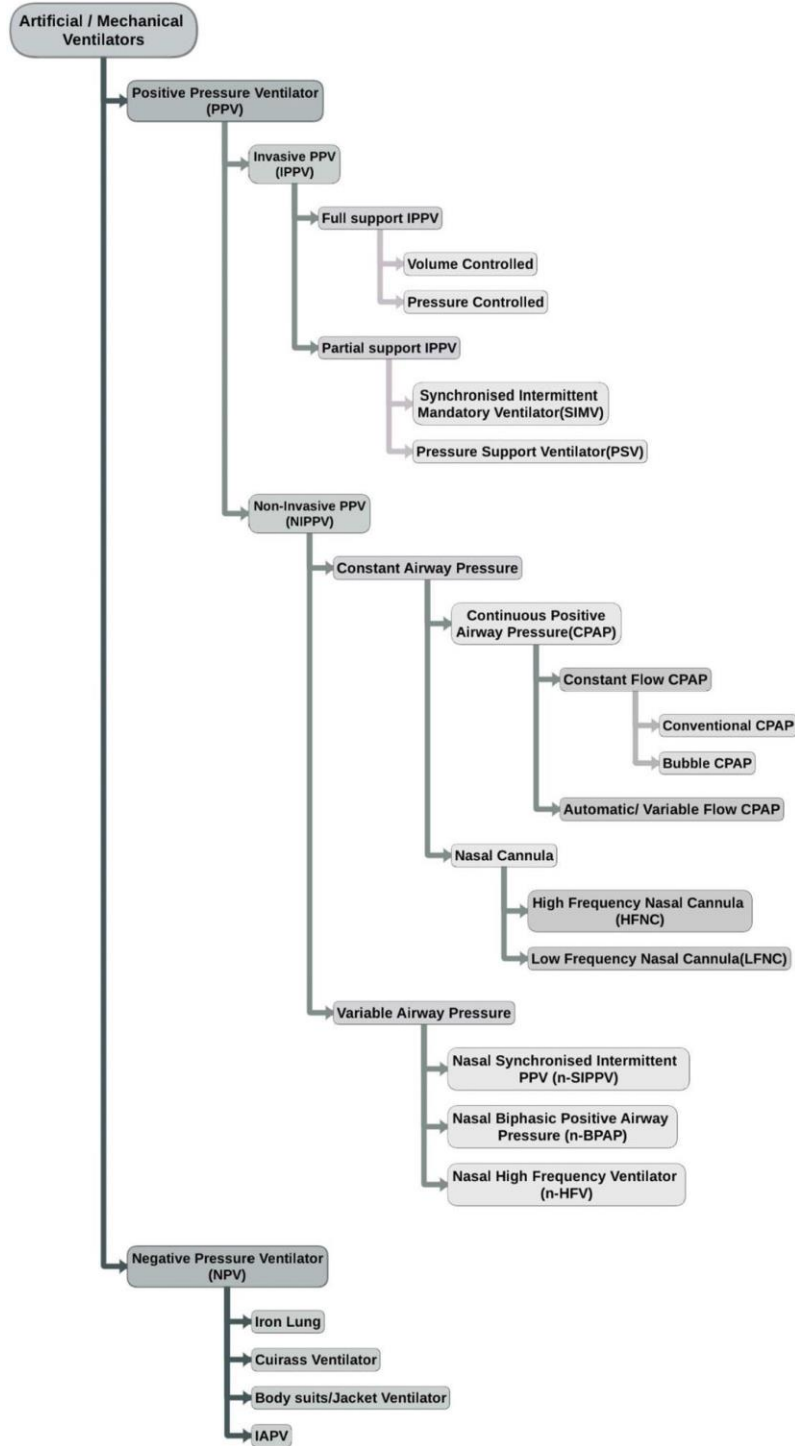 Artificial / Mechanical
Ventilators
Positive Pressure Ventilator
(PPV)
Invasive PPV
(IPPV)
Full support IPPV
Volume Controlled
Pressure Controlled
Partial support IPPV
Synchronised Intermittent
Mandatory Ventilator(SIMV)
Pressure Support Ventilator(PSV)
Non-Invasive PPV
(NIPPV)
Constant Airway Pressure
Continuous Positive
Airway Pressure(CPAP)
Constant Flow CPAP
Conventional CPAP
Bubble CPAP
Automatic/ Variable Flow CPAP
Nasal Cannula
High Frequency Nasal Cannula
(HFNC)
Low Frequency Nasal Cannula(LFNC)
Variable Airway Pressure
Nasal Synchronised Intermittent
PPV (n-SIPPV)
Nasal Biphasic Positive Airway
Pressure (n-BPAP)
Nasal High Frequency Ventilator
(n-HFV)
Negative Pressure Ventilator
(NPV)
Iron Lung
Cuirass Ventilator
Body suits/Jacket Ventilator
IAPV